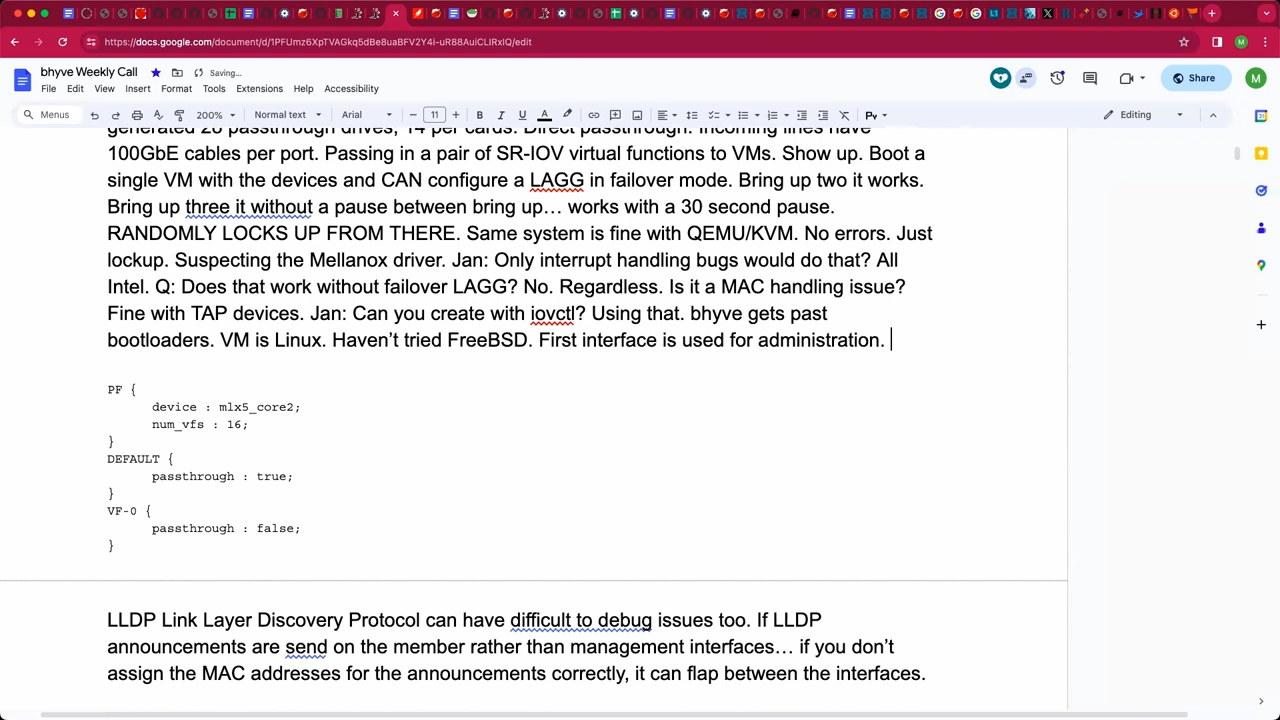 https://docs.google.com/document/d/1PFUmz6XpTVAGkq5dBe8uaBFV2Y4i-uR88AuiCLIRxIQ/edit
bhyve Weekly Call
Saving...
File Edit View Insert Format Tools Extensions Help Accessibility
Share
M
Menus
200%
Normal text
Arial
11
Editing
generated 28 passthrough drives, 14 per cards. Direct passthrough. Incoming lines have
100GbE cables per port. Passing in a pair of SR-IOV virtual functions to VMs. Show up. Boot a
single VM with the devices and CAN configure a LAGG in failover mode. Bring up two it works.
Bring up three it without a pause between bring up… works with a 30 second pause.
RANDOMLY LOCKS UP FROM THERE. Same system is fine with QEMU/KVM. No errors. Just
lockup. Suspecting the Mellanox driver. Jan: Only interrupt handling bugs would do that? All
Intel. Q: Does that work without failover LAGG? No. Regardless. Is it a MAC handling issue?
Fine with TAP devices. Jan: Can you create with iovctl? Using that. bhyve gets past
bootloaders. VM is Linux. Haven't tried FreeBSD. First interface is used for administration.
PF {
device : mlx5_core2;
num_vfs : 16;
}
DEFAULT {
passthrough : true;
}
VF-0 {
passthrough : false;
}
LLDP Link Layer Discovery Protocol can have difficult to debug issues too. If LLDP
announcements are send on the member rather than management interfaces… if you don't
assign the MAC addresses for the announcements correctly, it can flap between the interfaces.